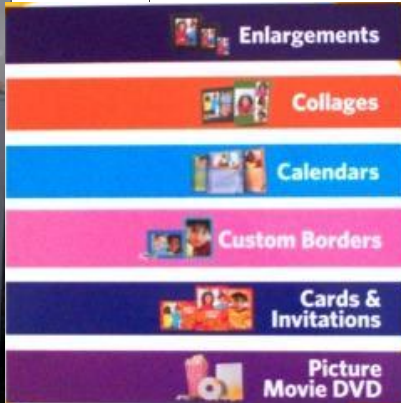 Enlargements
Collages
Calendars
Custom Borders
Cards &
Invitations
Picture
Movie DVD